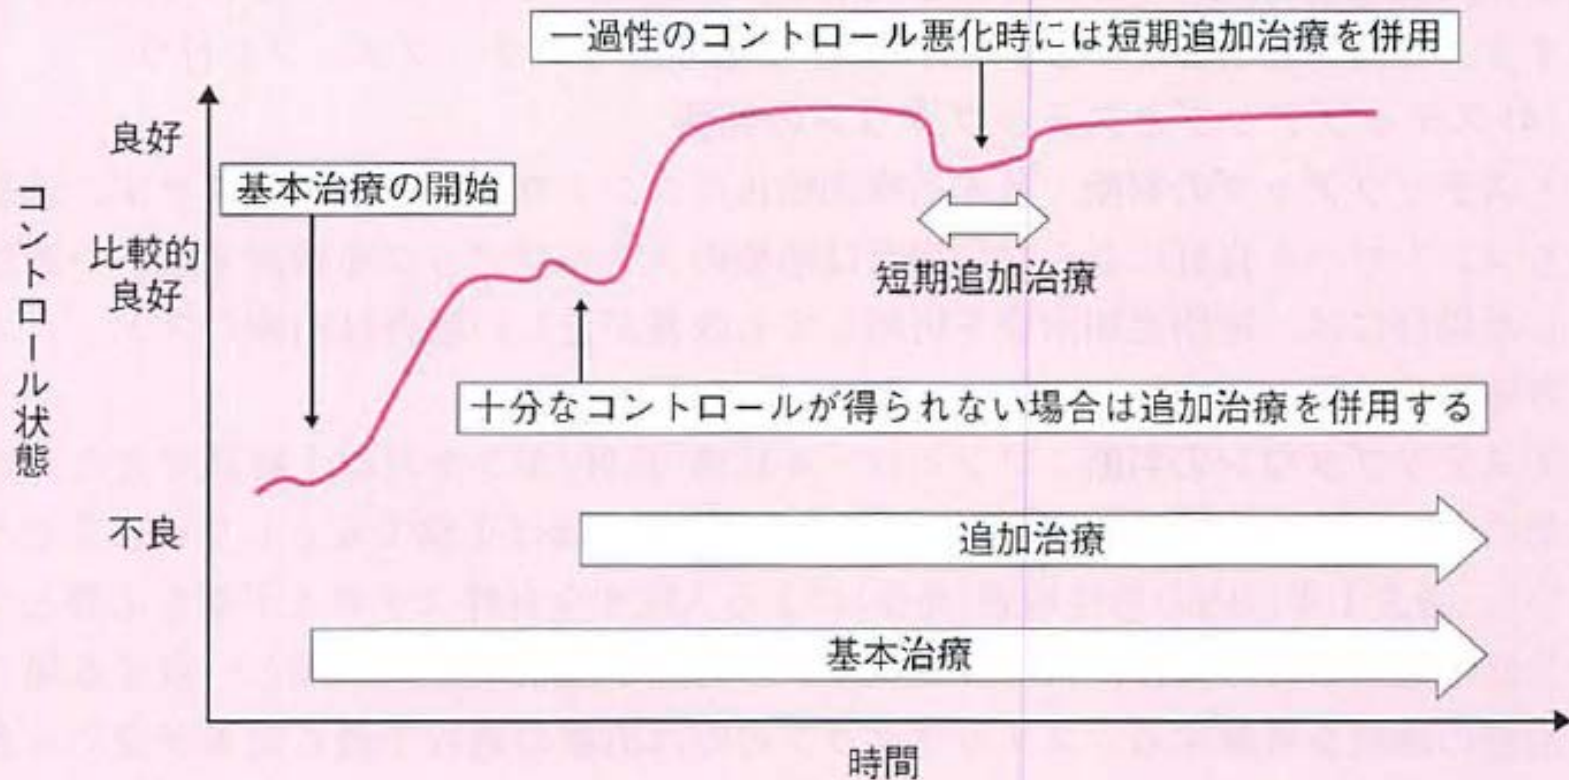 一過性のコントロール悪化時には短期追加治療を併用
良好
基本治療の開始
コントロール状態
比較的
良好
短期追加治療
十分なコントロールが得られない場合は追加治療を併用する
不良
追加治療
基本治療
時間